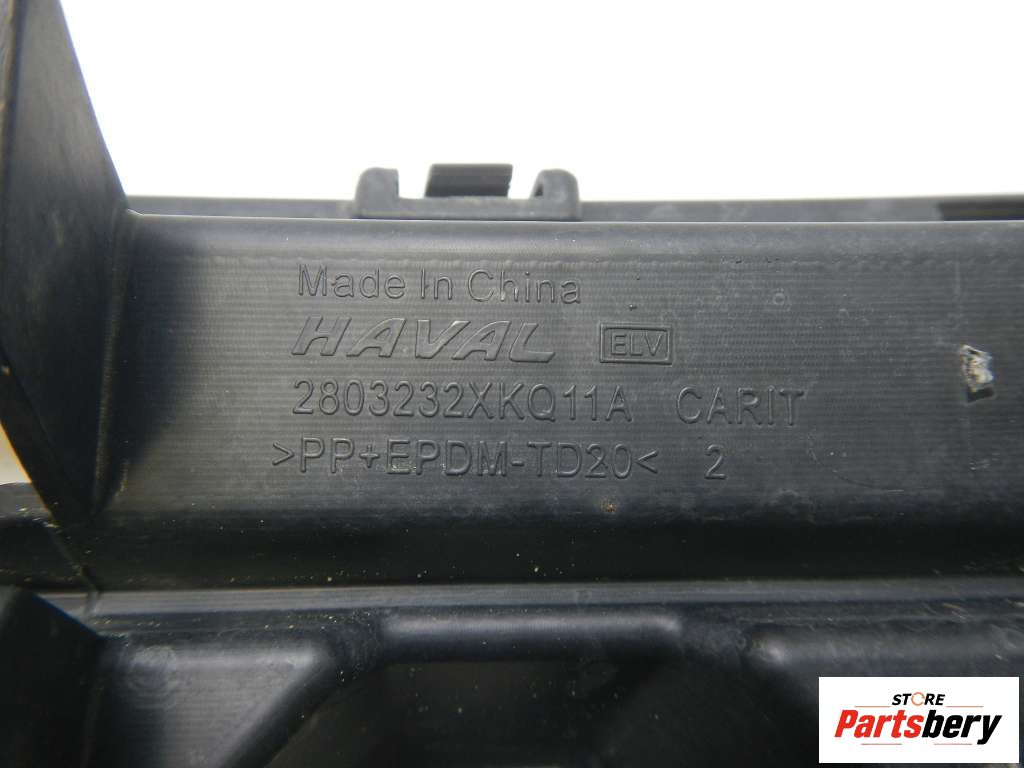 Made In China
HAVAL ELV
2803232XKQ11A CARIT
>PP+EPDM-TD20< 2
STORE
Partsbery